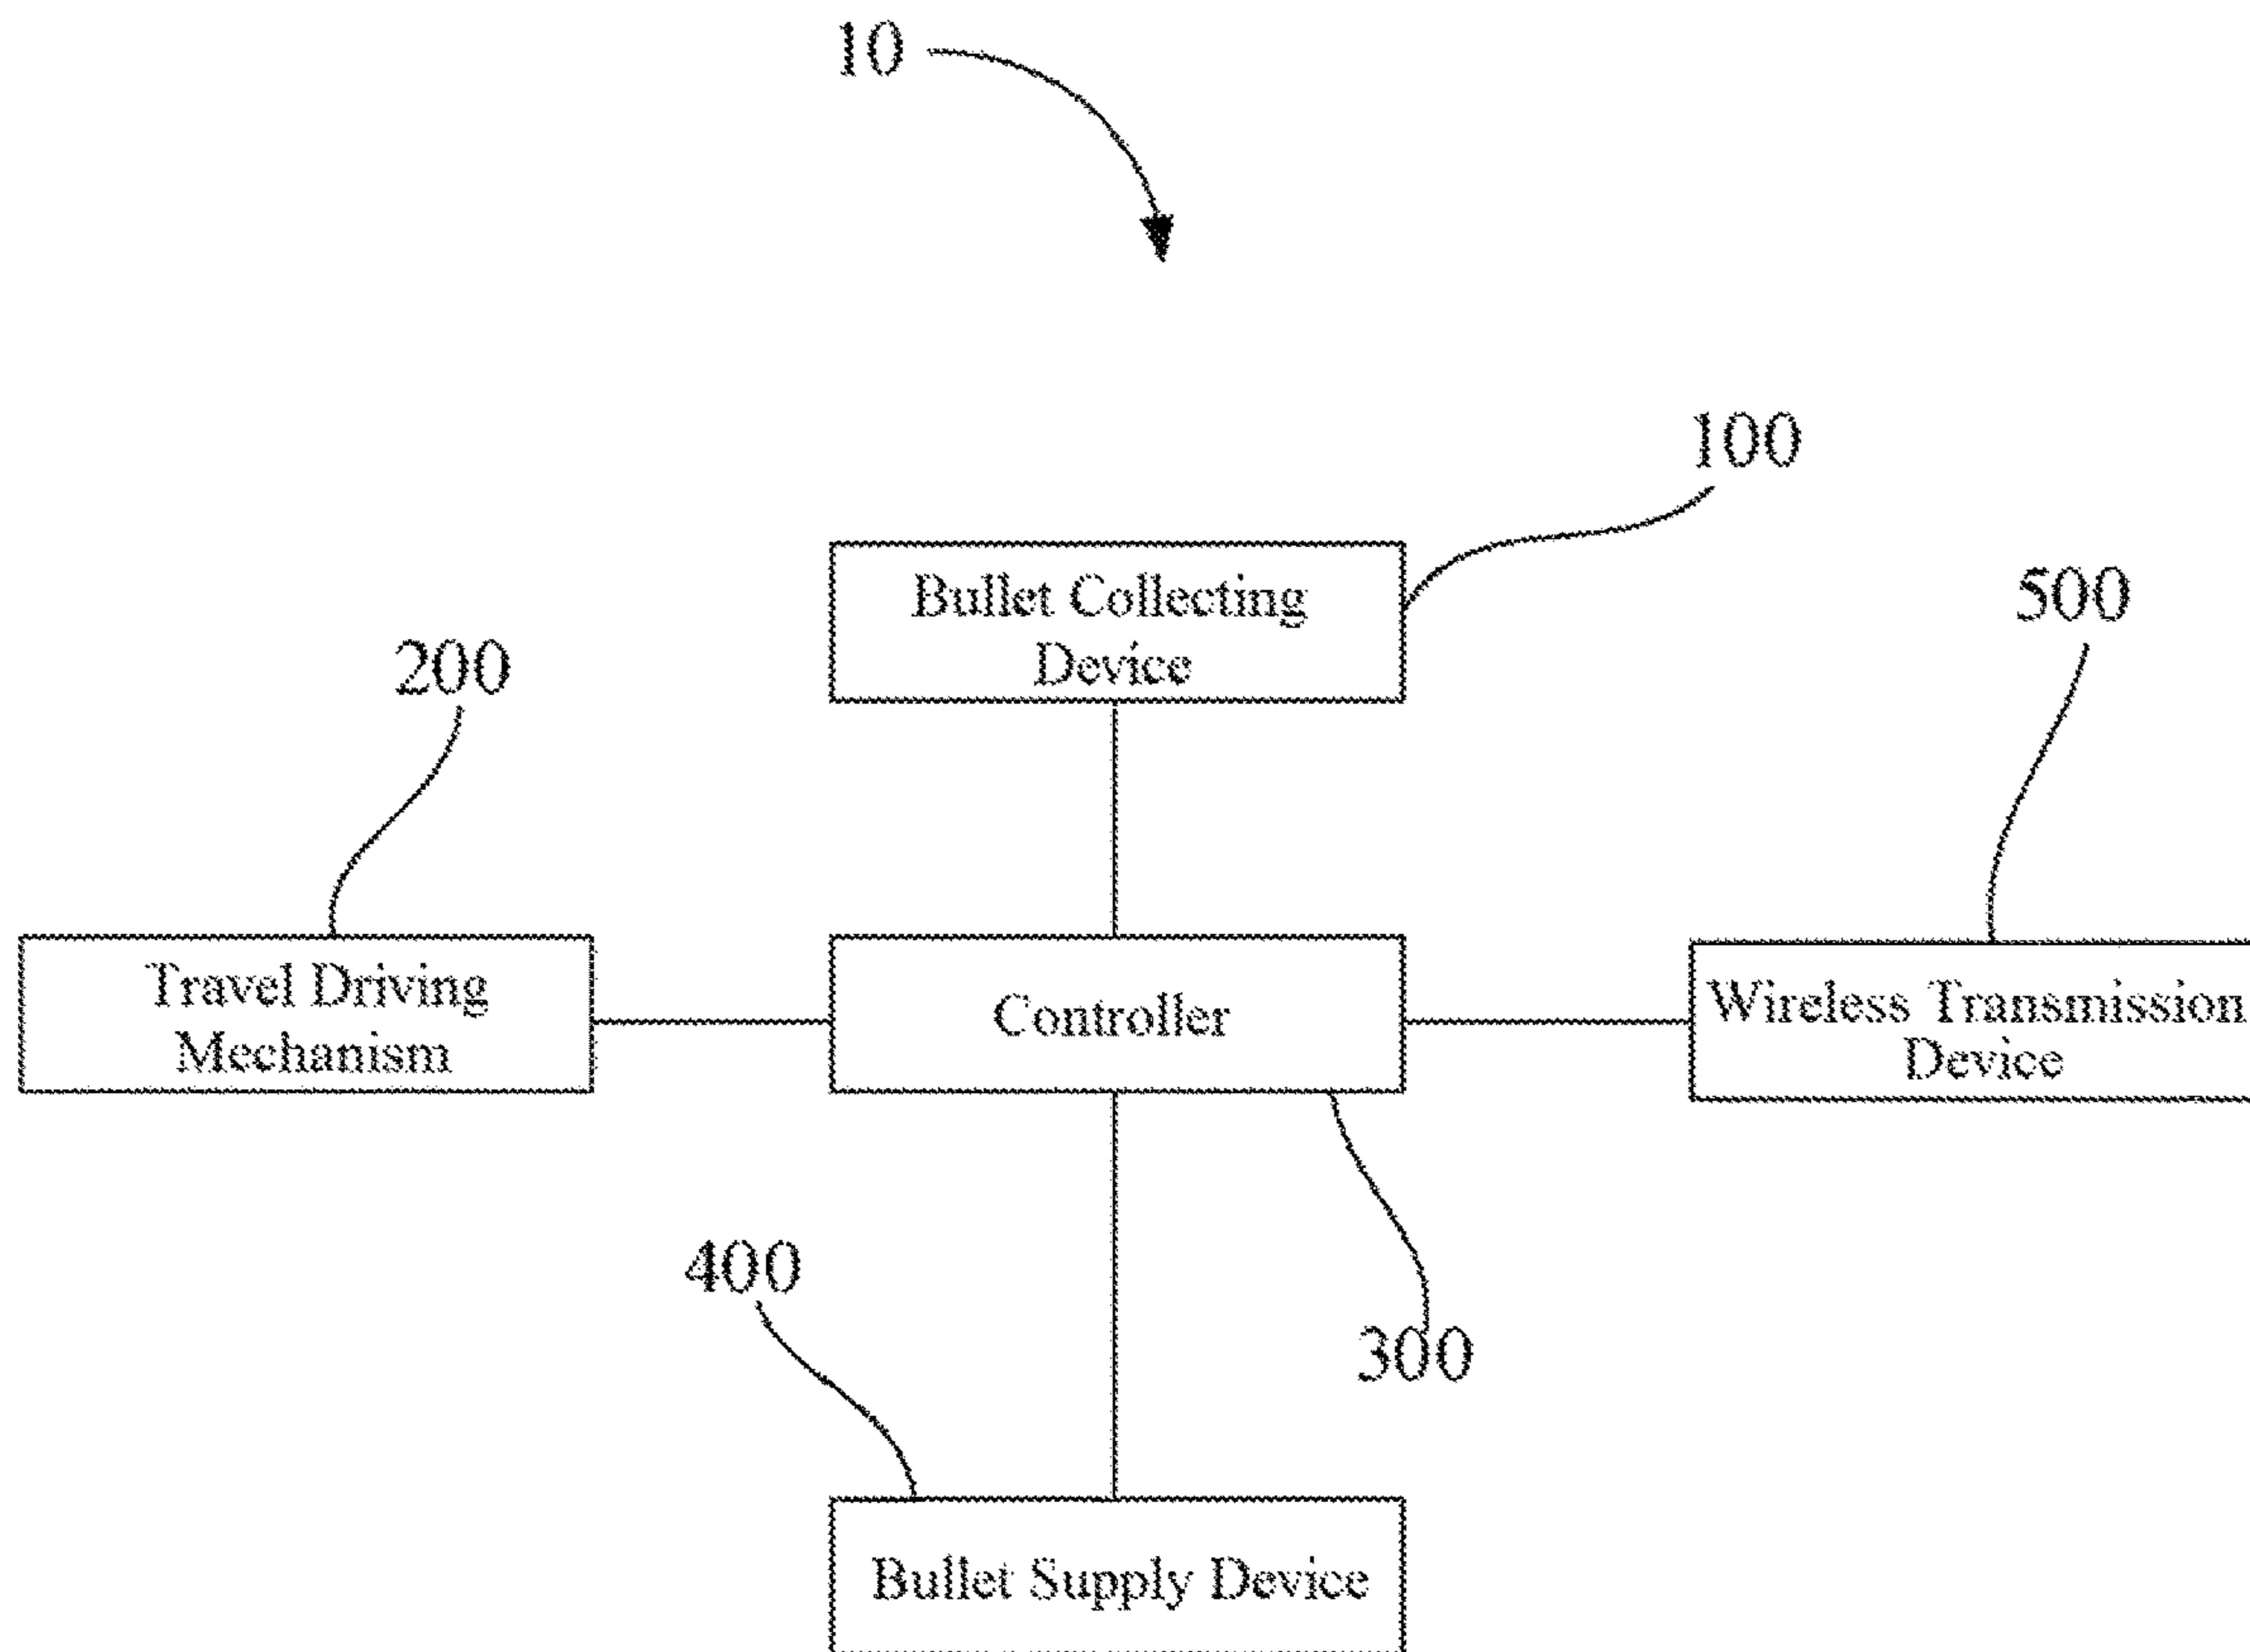 10
100
Bullet Collecting
Device
500
200
Travel Driving
Mechanism
Controller
Wireless Transmission
Device
400
300
Bullet Supply Device